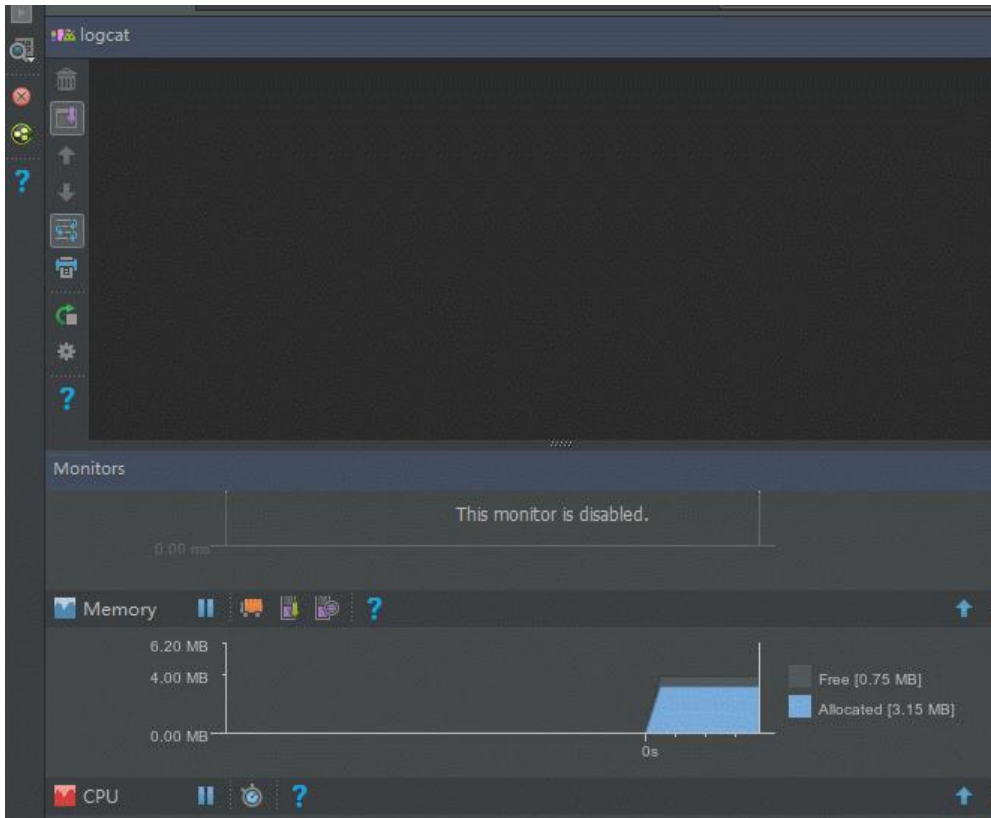 logcat
?
?
Monitors
This monitor is disabled.
0.00 ms
Memory ?
6.20 MB
4.00 MB
Free [0.75 MB]
Allocated [3.15 MB]
0.00 MB
0s
CPU ?